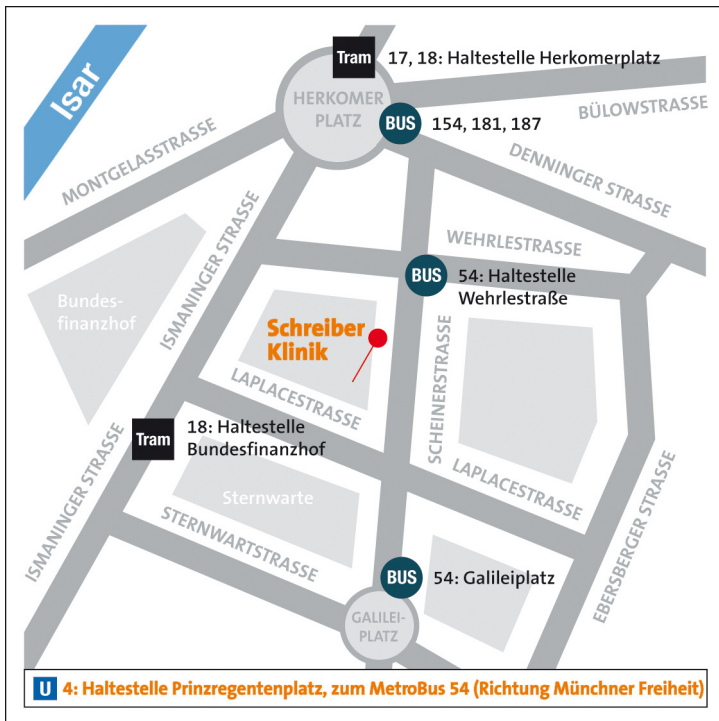 Isar
Tram
17, 18: Haltestelle Herkomerplatz
HERKOMER
PLATZ
BUS
154, 181, 187
BÜLOWSTRASSE
MONTGELASSTRASSE
DENNINGER STRASSE
ISMANINGER STRASSE
WEHRLESTRASSE
BUS
54: Haltestelle
Wehrlestraße
Bundes-
finanzhof
Schreiber
Klinik
SCHEINERSTRASSE
LAPLACESTRASSE
Tram
18: Haltestelle
Bundesfinanzhof
LAPLACESTRASSE
Sternwarte
ISMANINGER STRASSE
STERNWARTSTRASSE
EBERSBERGER STRASSE
BUS
54: Galileiplatz
GALILEI-
PLATZ
U 4: Haltestelle Prinzregentenplatz, zum MetroBus 54 (Richtung Münchner Freiheit)